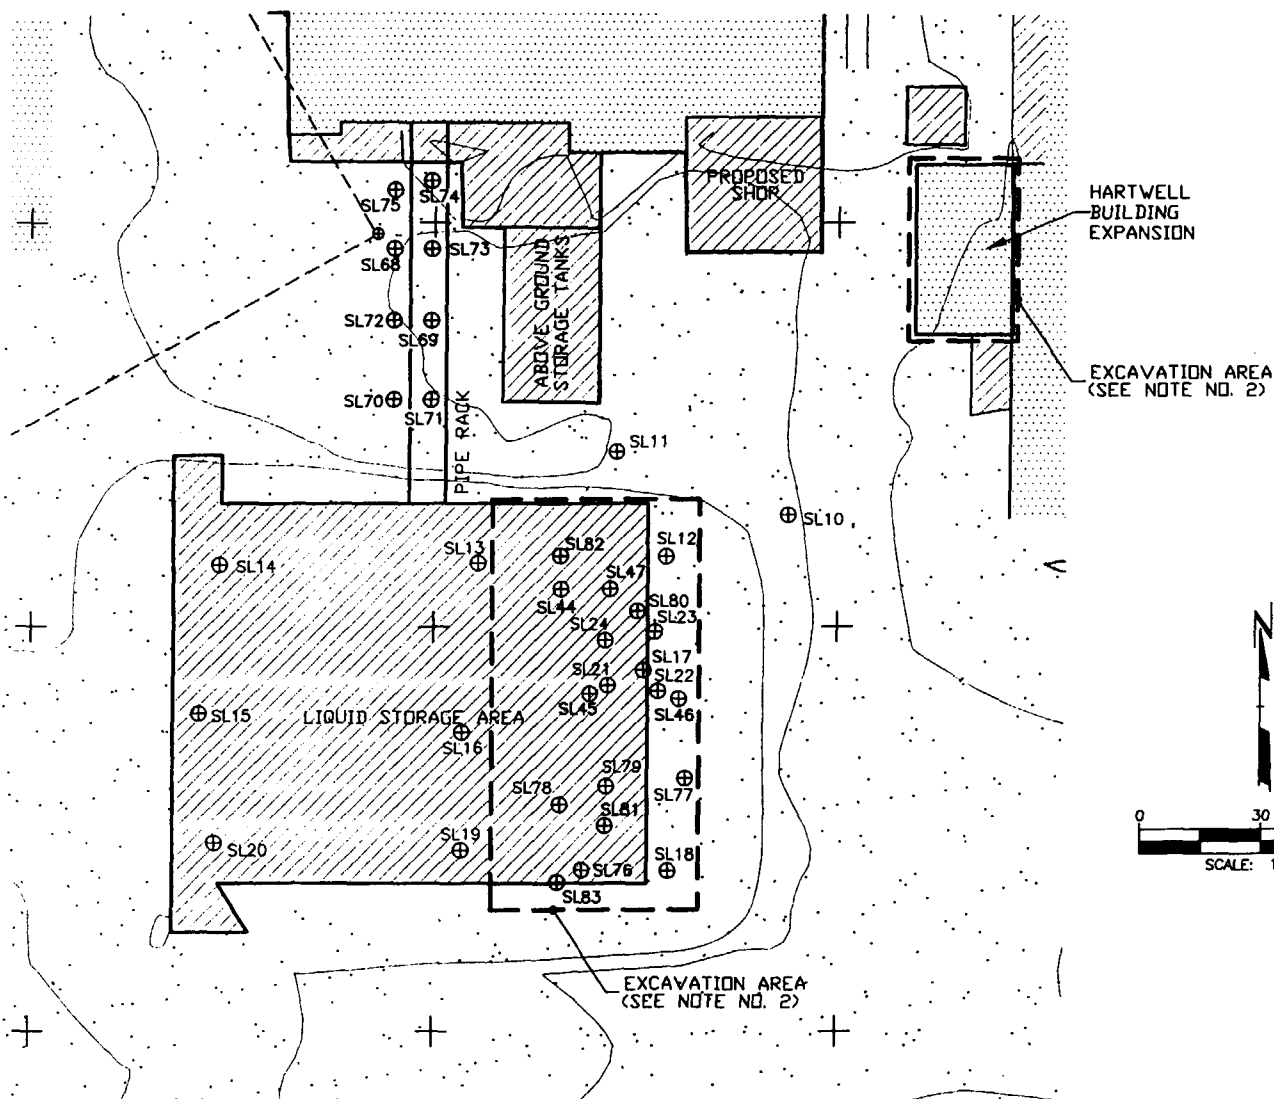 SL75
SL74
PROPOSED
SHOP
HARTWELL
BUILDING
EXPANSION
SL68
SL73
ABOVE GROUND
STORAGE TANKS
SL72
SL69
EXCAVATION AREA
(SEE NOTE NO. 2)
SL70
SL71
PIPE RACK
SL11
SL10
SL14
SL13
SL82
SL12
SL47
SL44
SL80
SL23
SL24
SL17
SL21
SL22
SL45
SL46
SL15
LIQUID STORAGE AREA
SL16
SL79
SL77
SL78
SL81
SL20
SL19
SL76
SL18
SL83
N
0 30
SCALE: 1
EXCAVATION AREA
(SEE NOTE NO. 2)